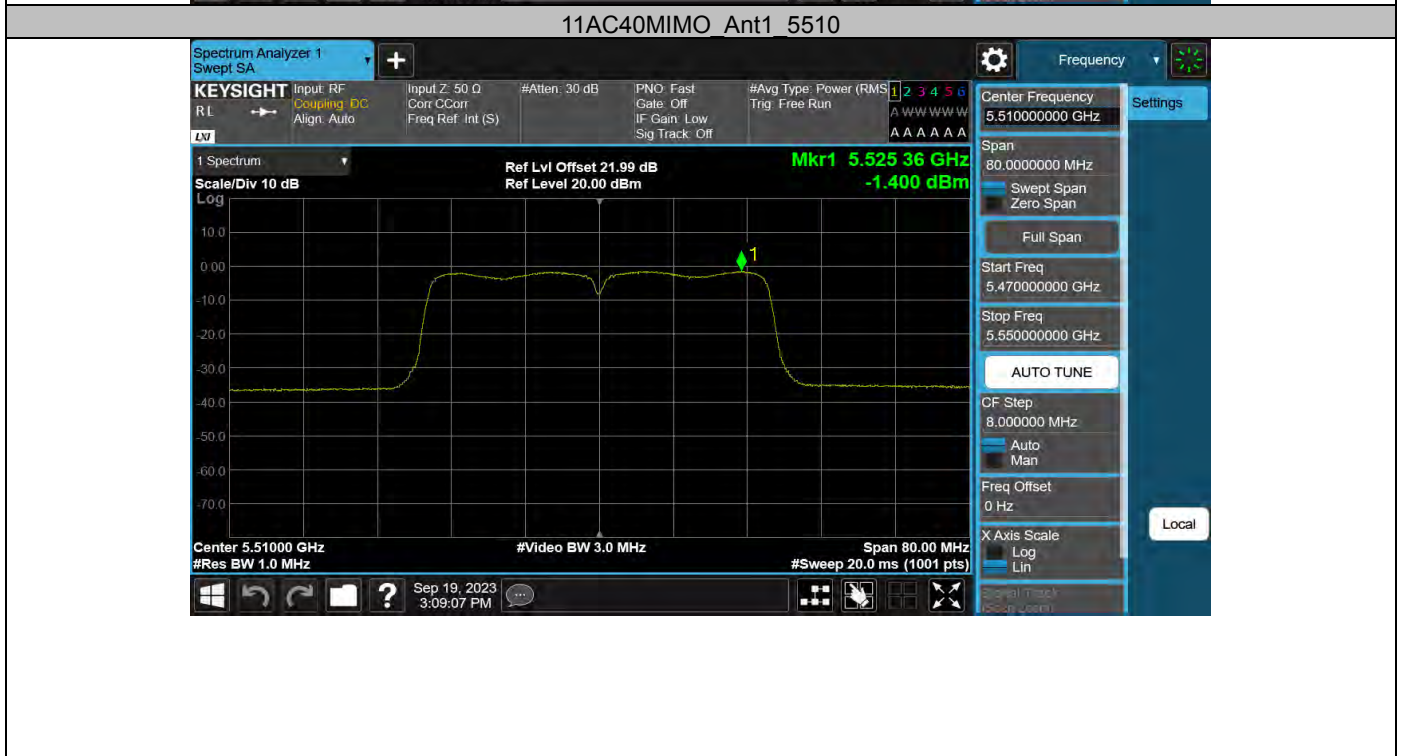 11AC40MIMO_Ant1_5510
Spectrum Analyzer 1
Swept SA
+
Frequency
KEYSIGHT
RL
LXI
Input: RF
Coupling: DC
Align: Auto
Input Z: 50 Ω
Corr CCorr
Freq Ref: Int (S)
#Atten: 30 dB
PNO: Fast
Gate: Off
IF Gain: Low
Sig Track: Off
#Avg Type: Power (RMS
Trig: Free Run
1 2 3 4 5 6
A W W W W W
A A A A A A
Center Frequency
5.510000000 GHz
Settings
1 Spectrum
Scale/Div 10 dB
Log
Ref Lvl Offset 21.99 dB
Ref Level 20.00 dBm
Mkr1 5.525 36 GHz
-1.400 dBm
Span
80.0000000 MHz
Swept Span
Zero Span
Full Span
Start Freq
5.470000000 GHz
Stop Freq
5.550000000 GHz
AUTO TUNE
CF Step
8.000000 MHz
Auto
Man
Freq Offset
0 Hz
X Axis Scale
Log
Lin
Local
10.0
0.00
-10.0
-20.0
-30.0
-40.0
-50.0
-60.0
-70.0
1
Center 5.51000 GHz
#Res BW 1.0 MHz
#Video BW 3.0 MHz
Span 80.00 MHz
#Sweep 20.0 ms (1001 pts)
?
Sep 19, 2023
3:09:07 PM